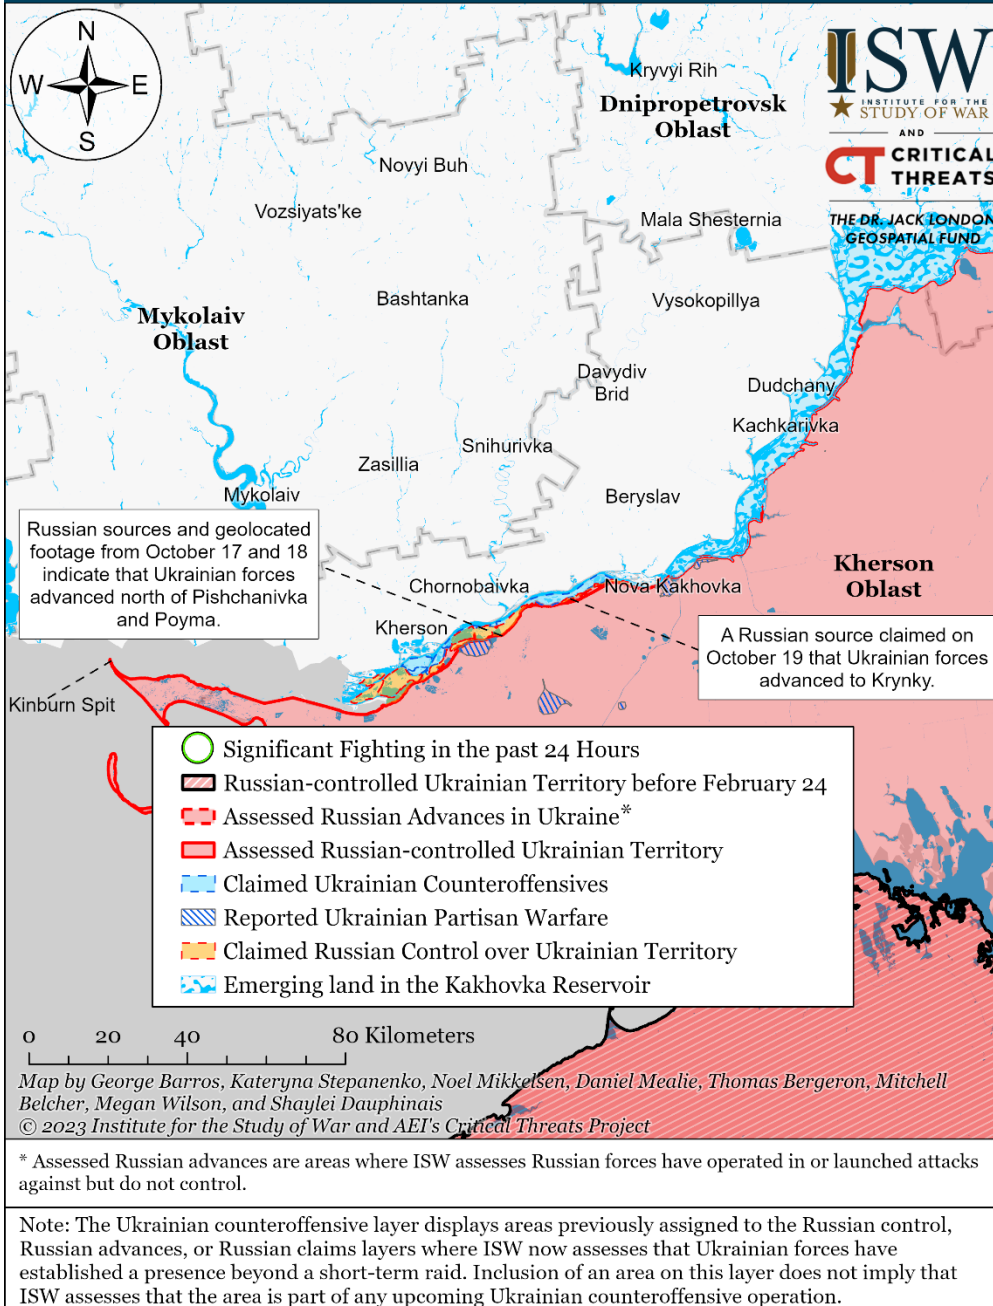 N
W
E
S
ISW
INSTITUTE FOR THE
STUDY OF WAR
AND
CT CRITICAL
THREATS
THE DR. JACK LONDON
GEOSPATIAL FUND
Kryvyi Rih
Dnipropetrovsk
Oblast
Novyi Buh
Vozsiyats'ke
Mala Shesternia
Bashtanka
Vysokopillya
Mykolaiv
Oblast
Davydiv
Brid
Dudchany
Kachkarivka
Snihurivka
Zasillia
Mykolaiv
Beryslav
Russian sources and geolocated
footage from October 17 and 18
indicate that Ukrainian forces
advanced north of Pishchanivka
and Poyma.
Kherson
Oblast
Chornobaivka
Nova Kakhovka
Kherson
A Russian source claimed on
October 19 that Ukrainian forces
advanced to Krynky.
Kinburn Spit
Significant Fighting in the past 24 Hours
Russian-controlled Ukrainian Territory before February 24
Assessed Russian Advances in Ukraine*
Assessed Russian-controlled Ukrainian Territory
Claimed Ukrainian Counteroffensives
Reported Ukrainian Partisan Warfare
Claimed Russian Control over Ukrainian Territory
Emerging land in the Kakhovka Reservoir
0 20 40 80 Kilometers
Map by George Barros, Kateryna Stepanenko, Noel Mikkelsen, Daniel Mealie, Thomas Bergeron, Mitchell
Belcher, Megan Wilson, and Shaylei Dauphinais
© 2023 Institute for the Study of War and AEI's Critical Threats Project
* Assessed Russian advances are areas where ISW assesses Russian forces have operated in or launched attacks
against but do not control.
Note: The Ukrainian counteroffensive layer displays areas previously assigned to the Russian control,
Russian advances, or Russian claims layers where ISW now assesses that Ukrainian forces have
established a presence beyond a short-term raid. Inclusion of an area on this layer does not imply that
ISW assesses that the area is part of any upcoming Ukrainian counteroffensive operation.